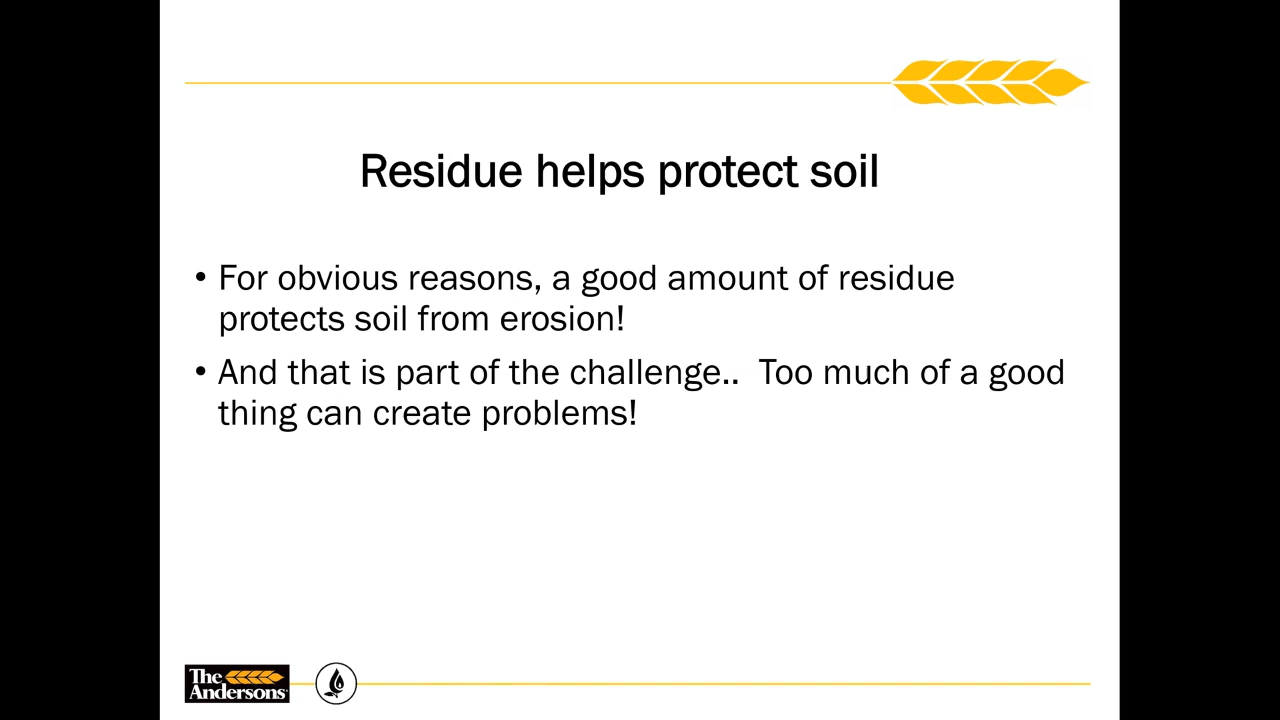 Residue helps protect soil
• For obvious reasons, a good amount of residue
protects soil from erosion!
• And that is part of the challenge..  Too much of a good
thing can create problems!
The
Andersons